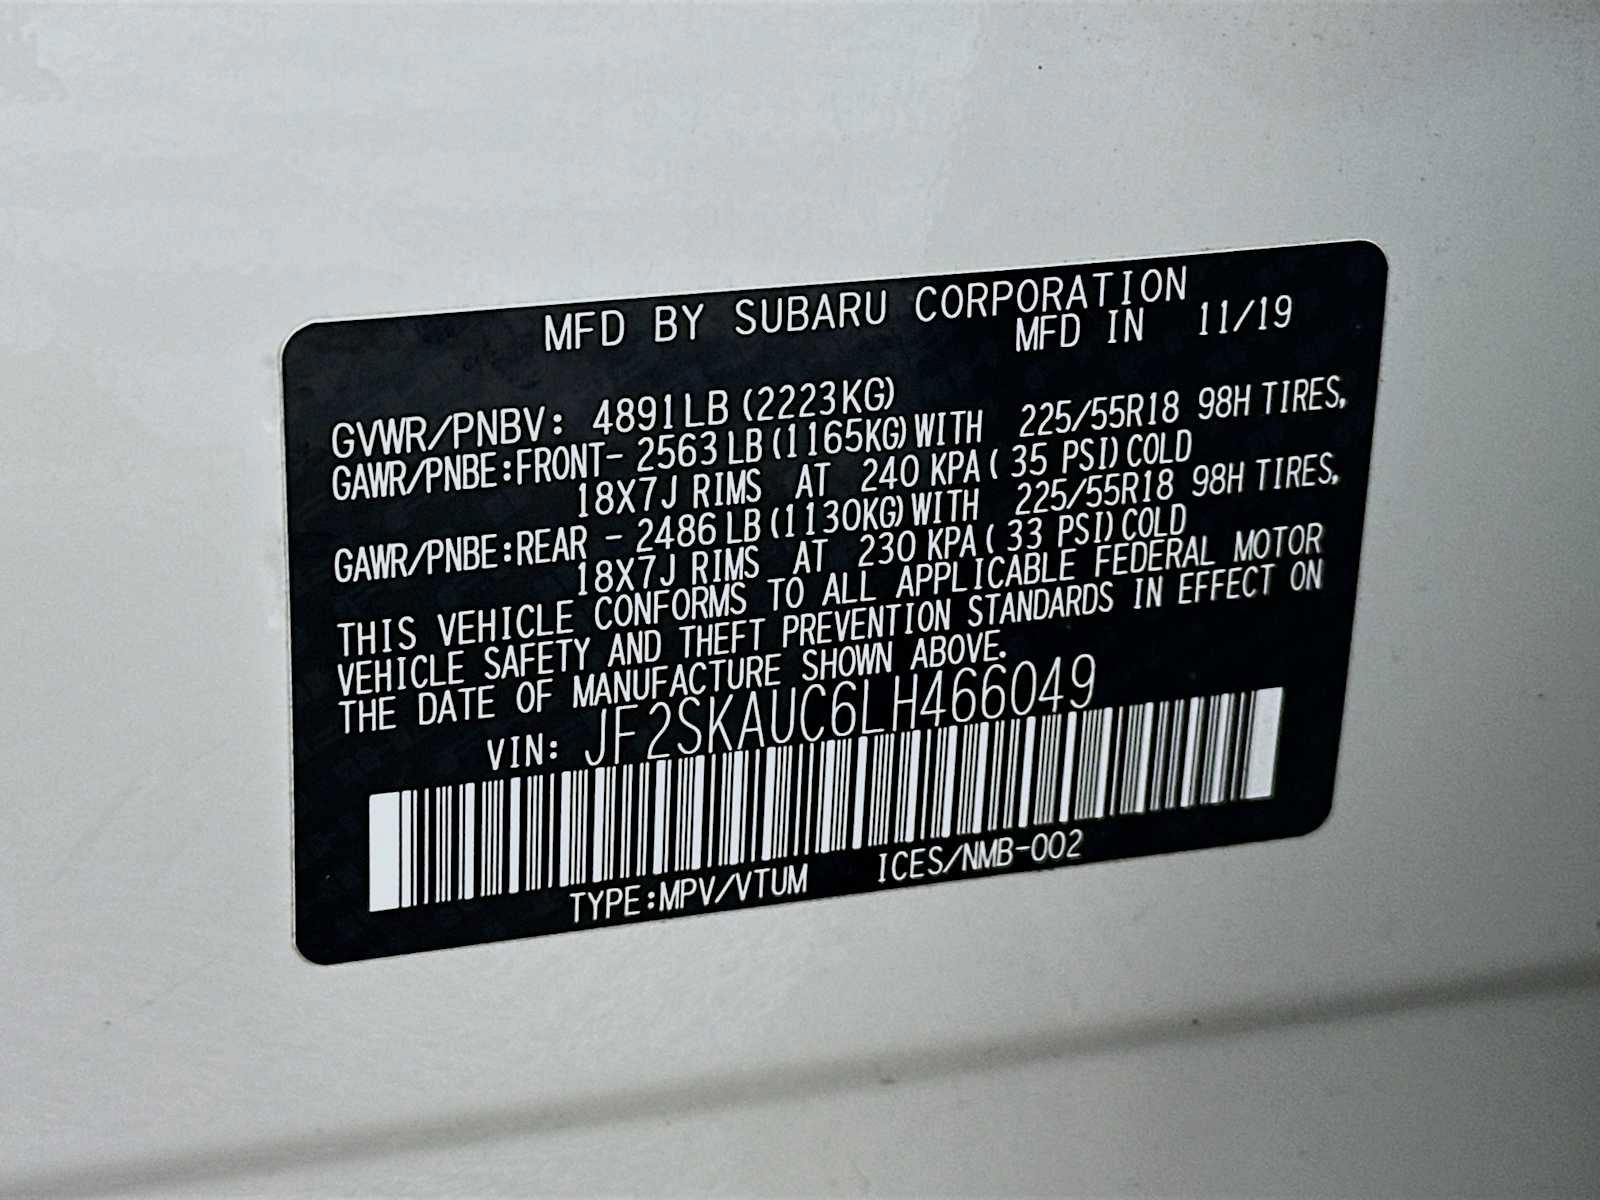 MFD BY SUBARU CORPORATION
MFD IN 11/19
GVWR/PNBV: 4891LB (2223KG)
GAWR/PNBE:FRONT- 2563 LB (1165KG) WITH 225/55R18 98H TIRES,
18X7J RIMS AT 240 KPA ( 35 PSI) COLD
GAWR/PNBE:REAR - 2486 LB (1130KG) WITH 225/55R18 98H TIRES,
18X7J RIMS AT 230 KPA ( 33 PSI) COLD
THIS VEHICLE CONFORMS TO ALL APPLICABLE FEDERAL MOTOR
VEHICLE SAFETY AND THEFT PREVENTION STANDARDS IN EFFECT ON
THE DATE OF MANUFACTURE SHOWN ABOVE.
VIN: JF2SKAUC6LH466049
TYPE:MPV/VTUM ICES/NMB-002